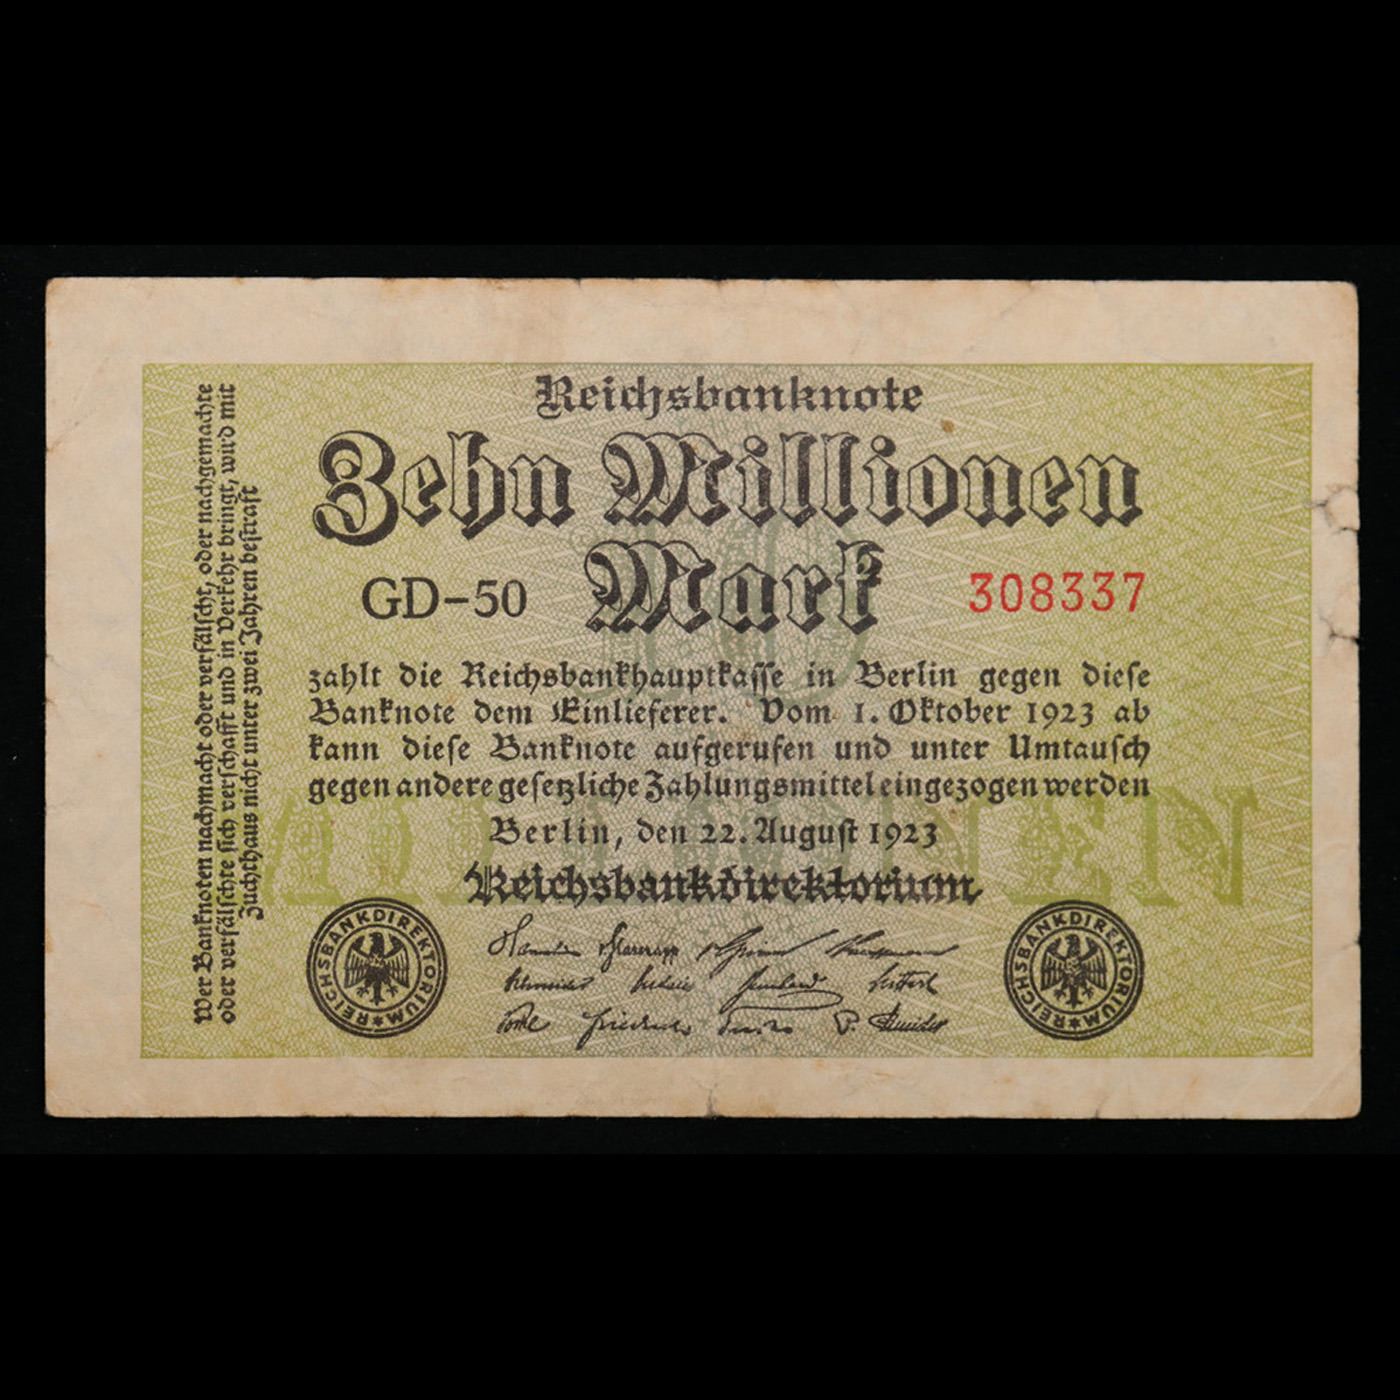 Reichsbanknote
Zehn Millionen
Mark
GD-50
308337
zahlt die Reichsbankhauptkasse in Berlin gegen diese
Banknote dem Einlieferer. Vom 1. Oktober 1923 ab
kann diese Banknote aufgerufen und unter Umtausch
gegen andere gesetzliche Zahlungsmittel eingezogen werden
Berlin, den 22. August 1923
Reichsbankdirektorium
REICHSBANKDIREKTORIUM*
REICHSBANKDIREKTORIUM*
Wer Banknoten nachmacht oder verfälscht, oder nachgemachte
oder verfälschte sich verschafft und in Verkehr bringt, wird mit
Zuchthaus nicht unter zwei Jahren bestraft
10